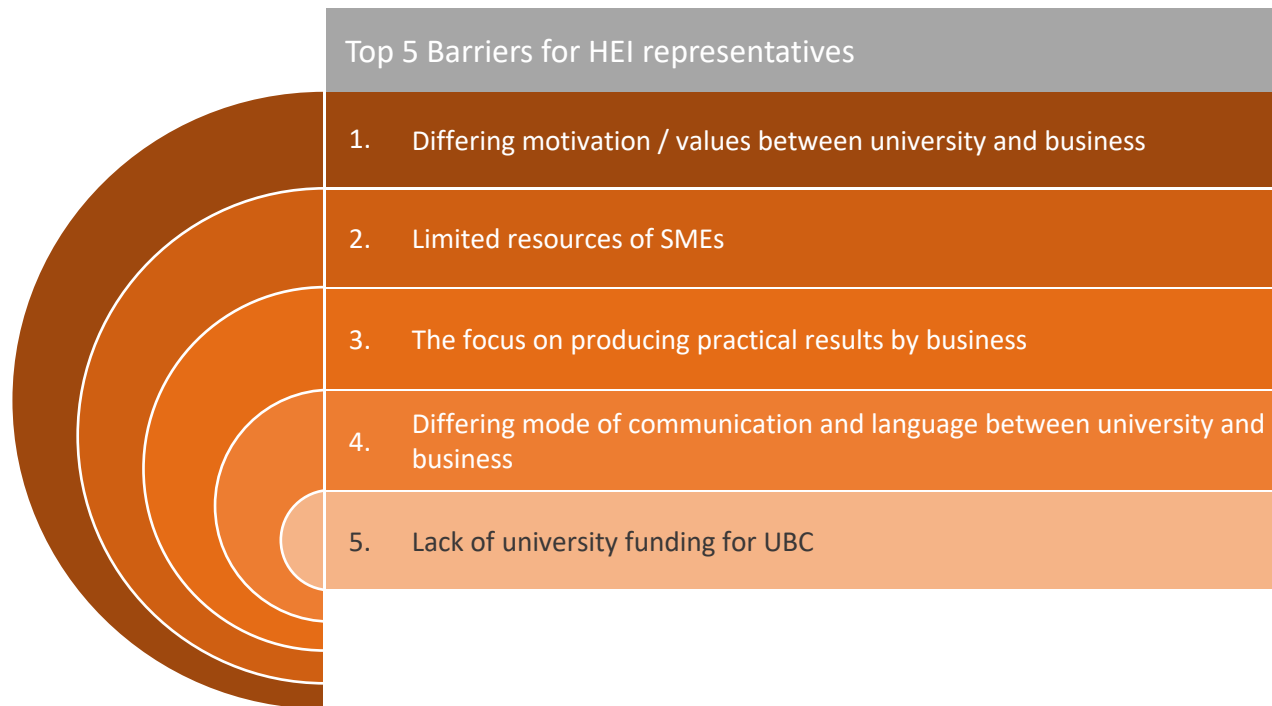 Top 5 Barriers for HEI representatives
1. Differing motivation / values between university and business
2. Limited resources of SMEs
3. The focus on producing practical results by business
4. Differing mode of communication and language between university and
business
5. Lack of university funding for UBC